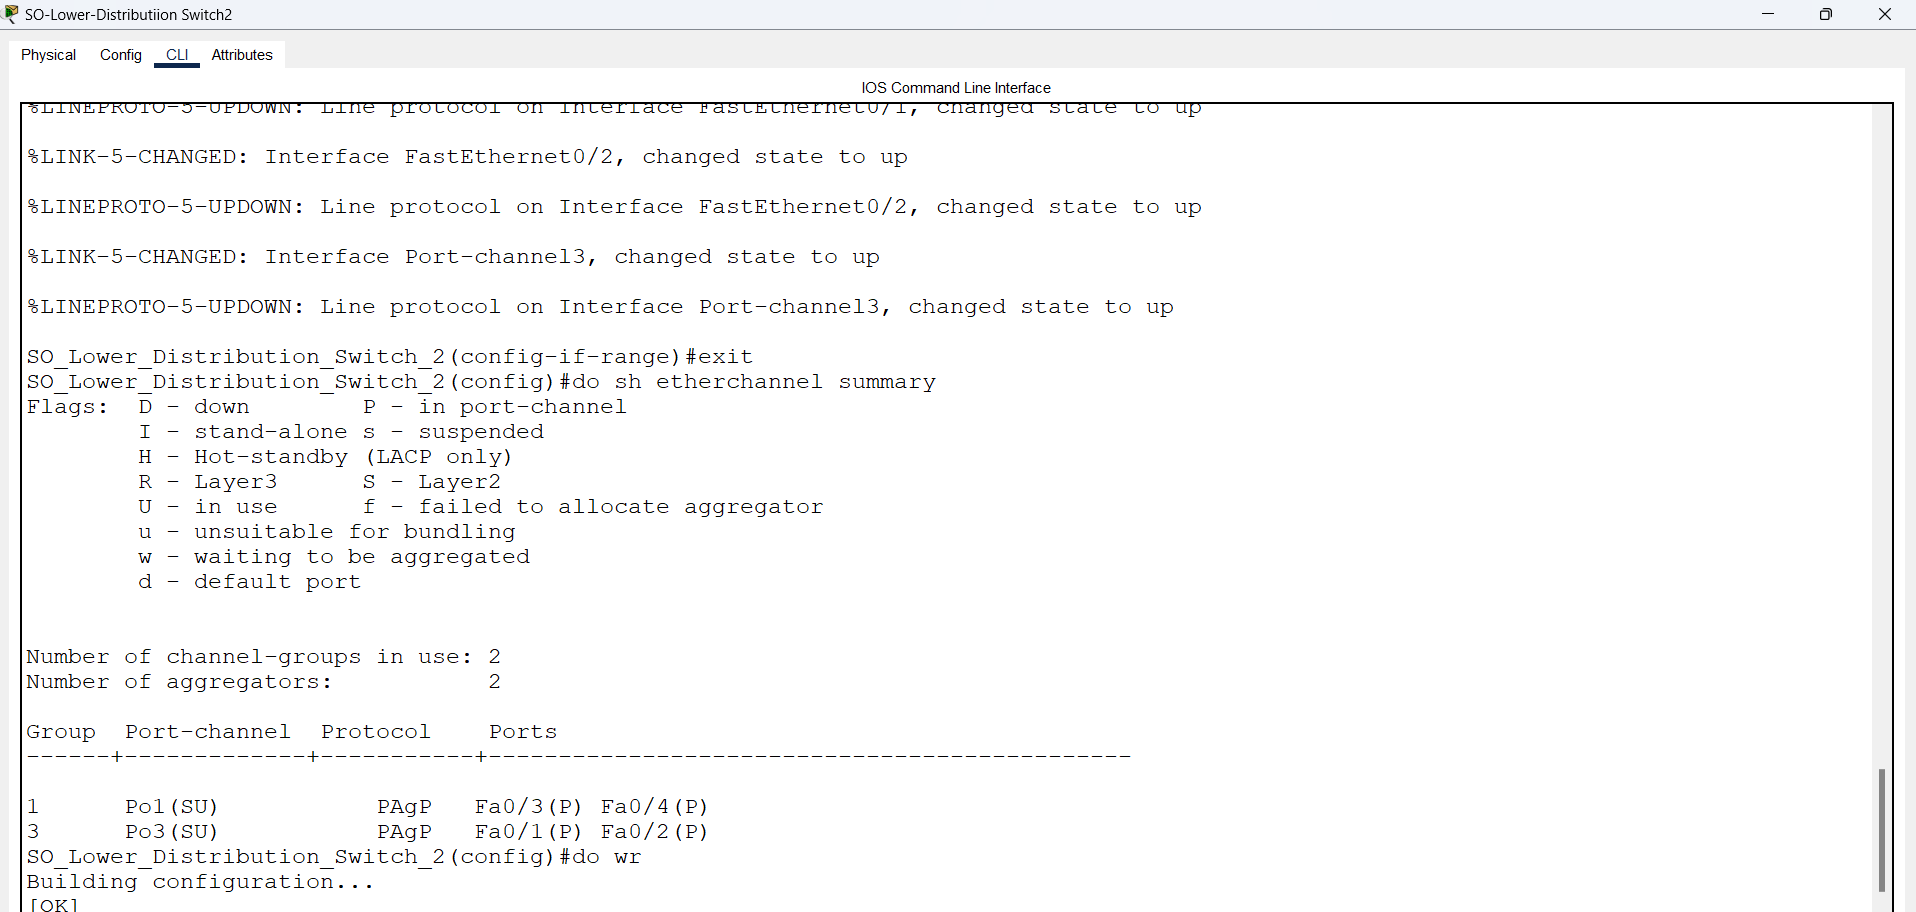 SO-Lower-Distributiion Switch2
Physical Config CLI Attributes
IOS Command Line Interface
%LINEPROTO-5-UPDOWN: Line protocol on Interface FastEthernet0/1, changed state to up
%LINK-5-CHANGED: Interface FastEthernet0/2, changed state to up
%LINEPROTO-5-UPDOWN: Line protocol on Interface FastEthernet0/2, changed state to up
%LINK-5-CHANGED: Interface Port-channel3, changed state to up
%LINEPROTO-5-UPDOWN: Line protocol on Interface Port-channel3, changed state to up
SO_Lower_Distribution_Switch_2(config-if-range)#exit
SO_Lower_Distribution_Switch_2(config)#do sh etherchannel summary
Flags:  D - down        P - in port-channel
        I - stand-alone s - suspended
        H - Hot-standby (LACP only)
        R - Layer3      S - Layer2
        U - in use      f - failed to allocate aggregator
        u - unsuitable for bundling
        w - waiting to be aggregated
        d - default port
Number of channel-groups in use: 2
Number of aggregators:           2
Group  Port-channel  Protocol    Ports
------+-------------+-----------+----------------------------------------------
1      Po1(SU)           PAgP   Fa0/3(P) Fa0/4(P)
3      Po3(SU)           PAgP   Fa0/1(P) Fa0/2(P)
SO_Lower_Distribution_Switch_2(config)#do wr
Building configuration...
[OK]